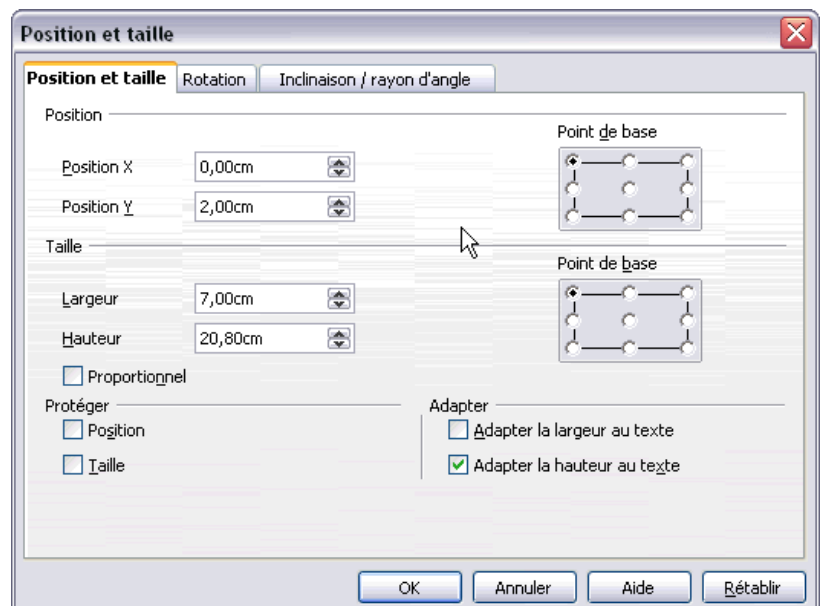 Position et taille
Position et taille Rotation Inclinaison / rayon d'angle
Position
Point de base
Position X 0,00cm
Position Y 2,00cm
Taille
Point de base
Largeur 7,00cm
Hauteur 20,80cm
Proportionnel
Protéger Adapter
Position Adapter la largeur au texte
Taille Adapter la hauteur au texte
OK Annuler Aide Rétablir